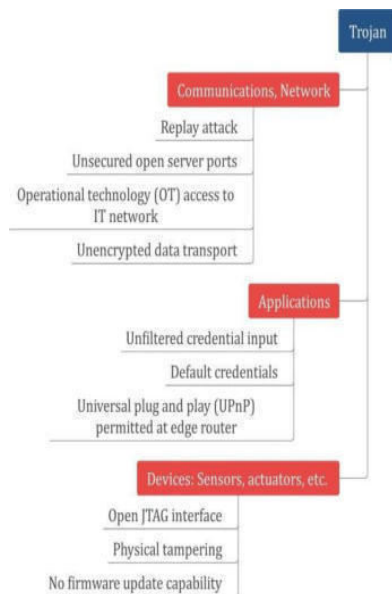 Trojan
Communications, Network
Replay attack
Unsecured open server ports
Operational technology (OT) access to
IT network
Unencrypted data transport
Applications
Unfiltered credential input
Default credentials
Universal plug and play (UPnP)
permitted at edge router
Devices: Sensors, actuators, etc.
Open JTAG interface
Physical tampering
No firmware update capability